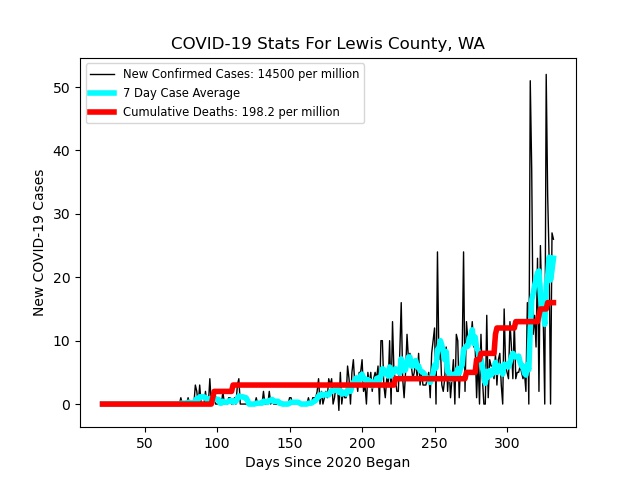 COVID-19 Stats For Lewis County, WA
New Confirmed Cases: 14500 per million
7 Day Case Average
Cumulative Deaths: 198.2 per million
New COVID-19 Cases
50
40
30
20
10
0
50 100 150 200 250 300
Days Since 2020 Began